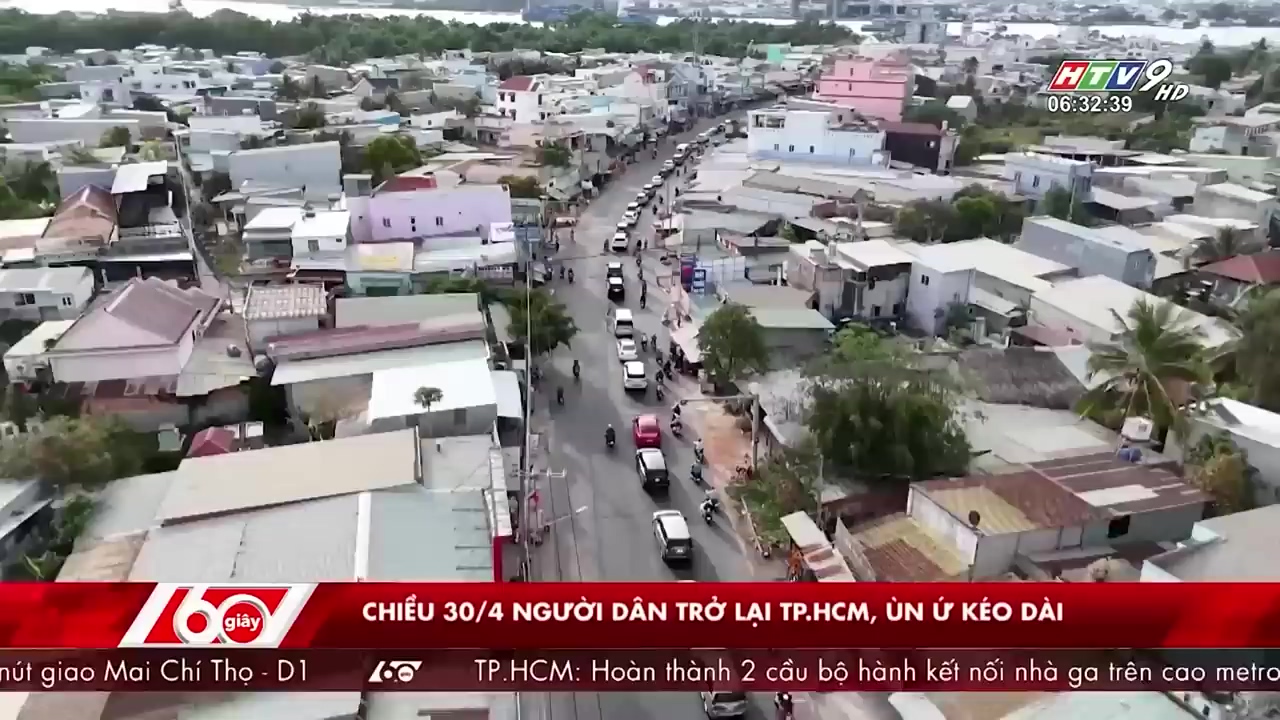 HTV9 HD
06:32:39
60 giây
CHIỀU 30/4 NGƯỜI DÂN TRỞ LẠI TP.HCM, ÙN Ứ KÉO DÀI
nút giao Mai Chí Thọ - D1 60 giây TP.HCM: Hoàn thành 2 cầu bộ hành kết nối nhà ga trên cao metro